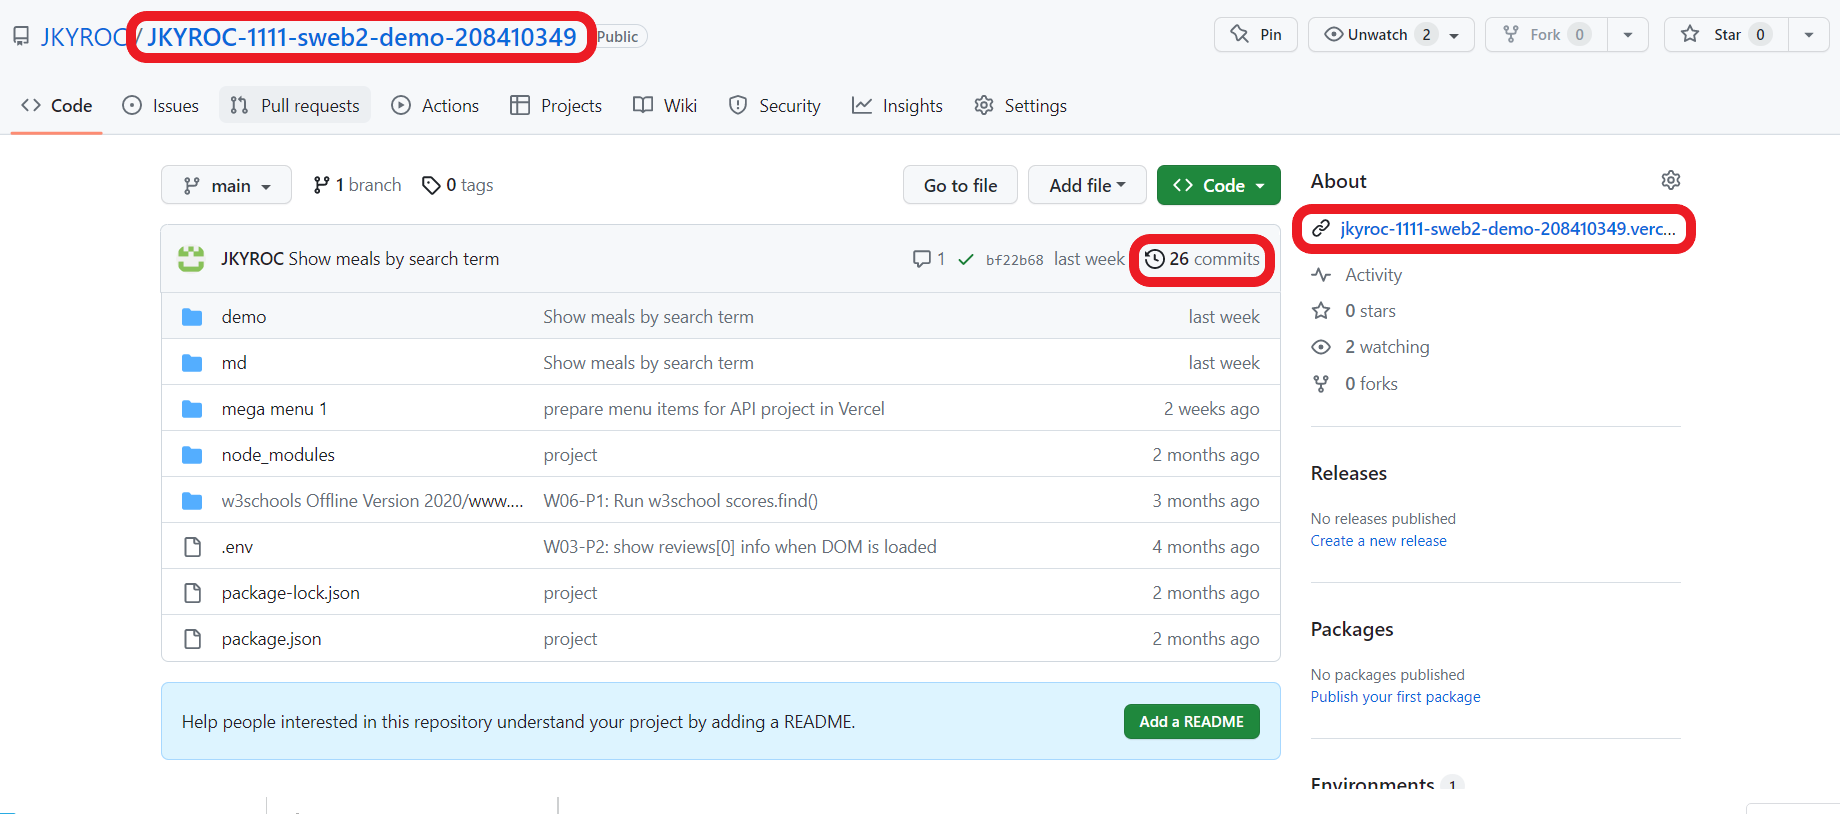 JKYROC / JKYROC-1111-sweb2-demo-208410349 Public
Pin Unwatch 2 Fork 0 Star 0
Code Issues Pull requests Actions Projects Wiki Security Insights Settings
main 1 branch 0 tags Go to file Add file Code
JKYROC Show meals by search term 1 bf22b68 last week 26 commits
demo Show meals by search term last week
md Show meals by search term last week
mega menu 1 prepare menu items for API project in Vercel 2 weeks ago
node_modules project 2 months ago
w3schools Offline Version 2020/www.... W06-P1: Run w3school scores.find() 3 months ago
.env W03-P2: show reviews[0] info when DOM is loaded 4 months ago
package-lock.json project 2 months ago
package.json project 2 months ago
Help people interested in this repository understand your project by adding a README. Add a README
About
jkyroc-1111-sweb2-demo-208410349.verc...
Activity
0 stars
2 watching
0 forks
Releases
No releases published
Create a new release
Packages
No packages published
Publish your first package
Environments 1